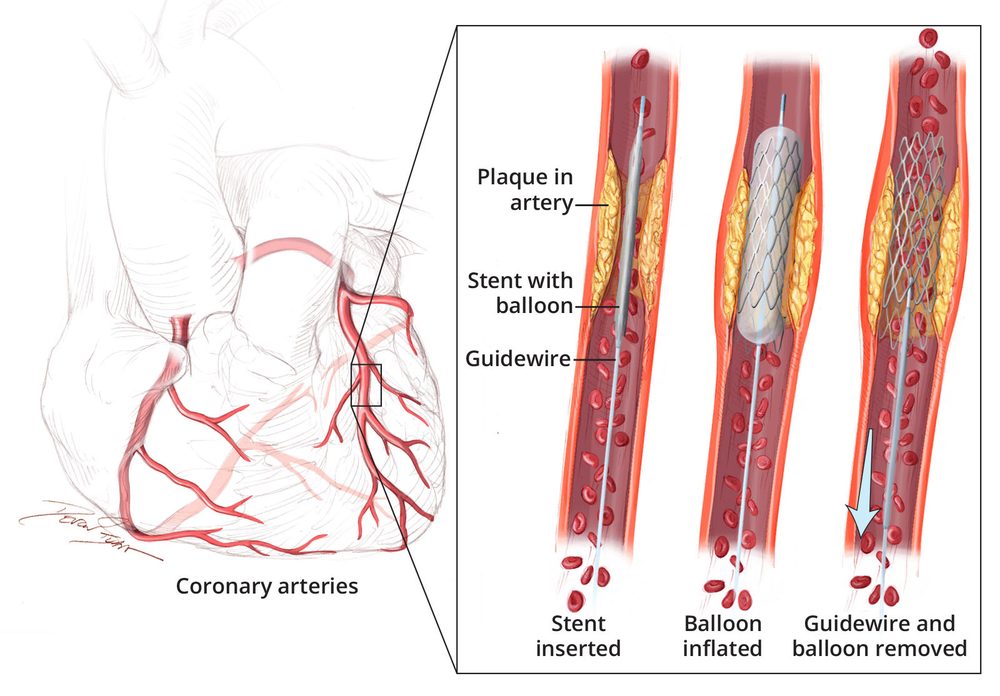 Plaque in
artery
Stent with
balloon
Guidewire
Coronary arteries
Stent
inserted
Balloon
inflated
Guidewire and
balloon removed